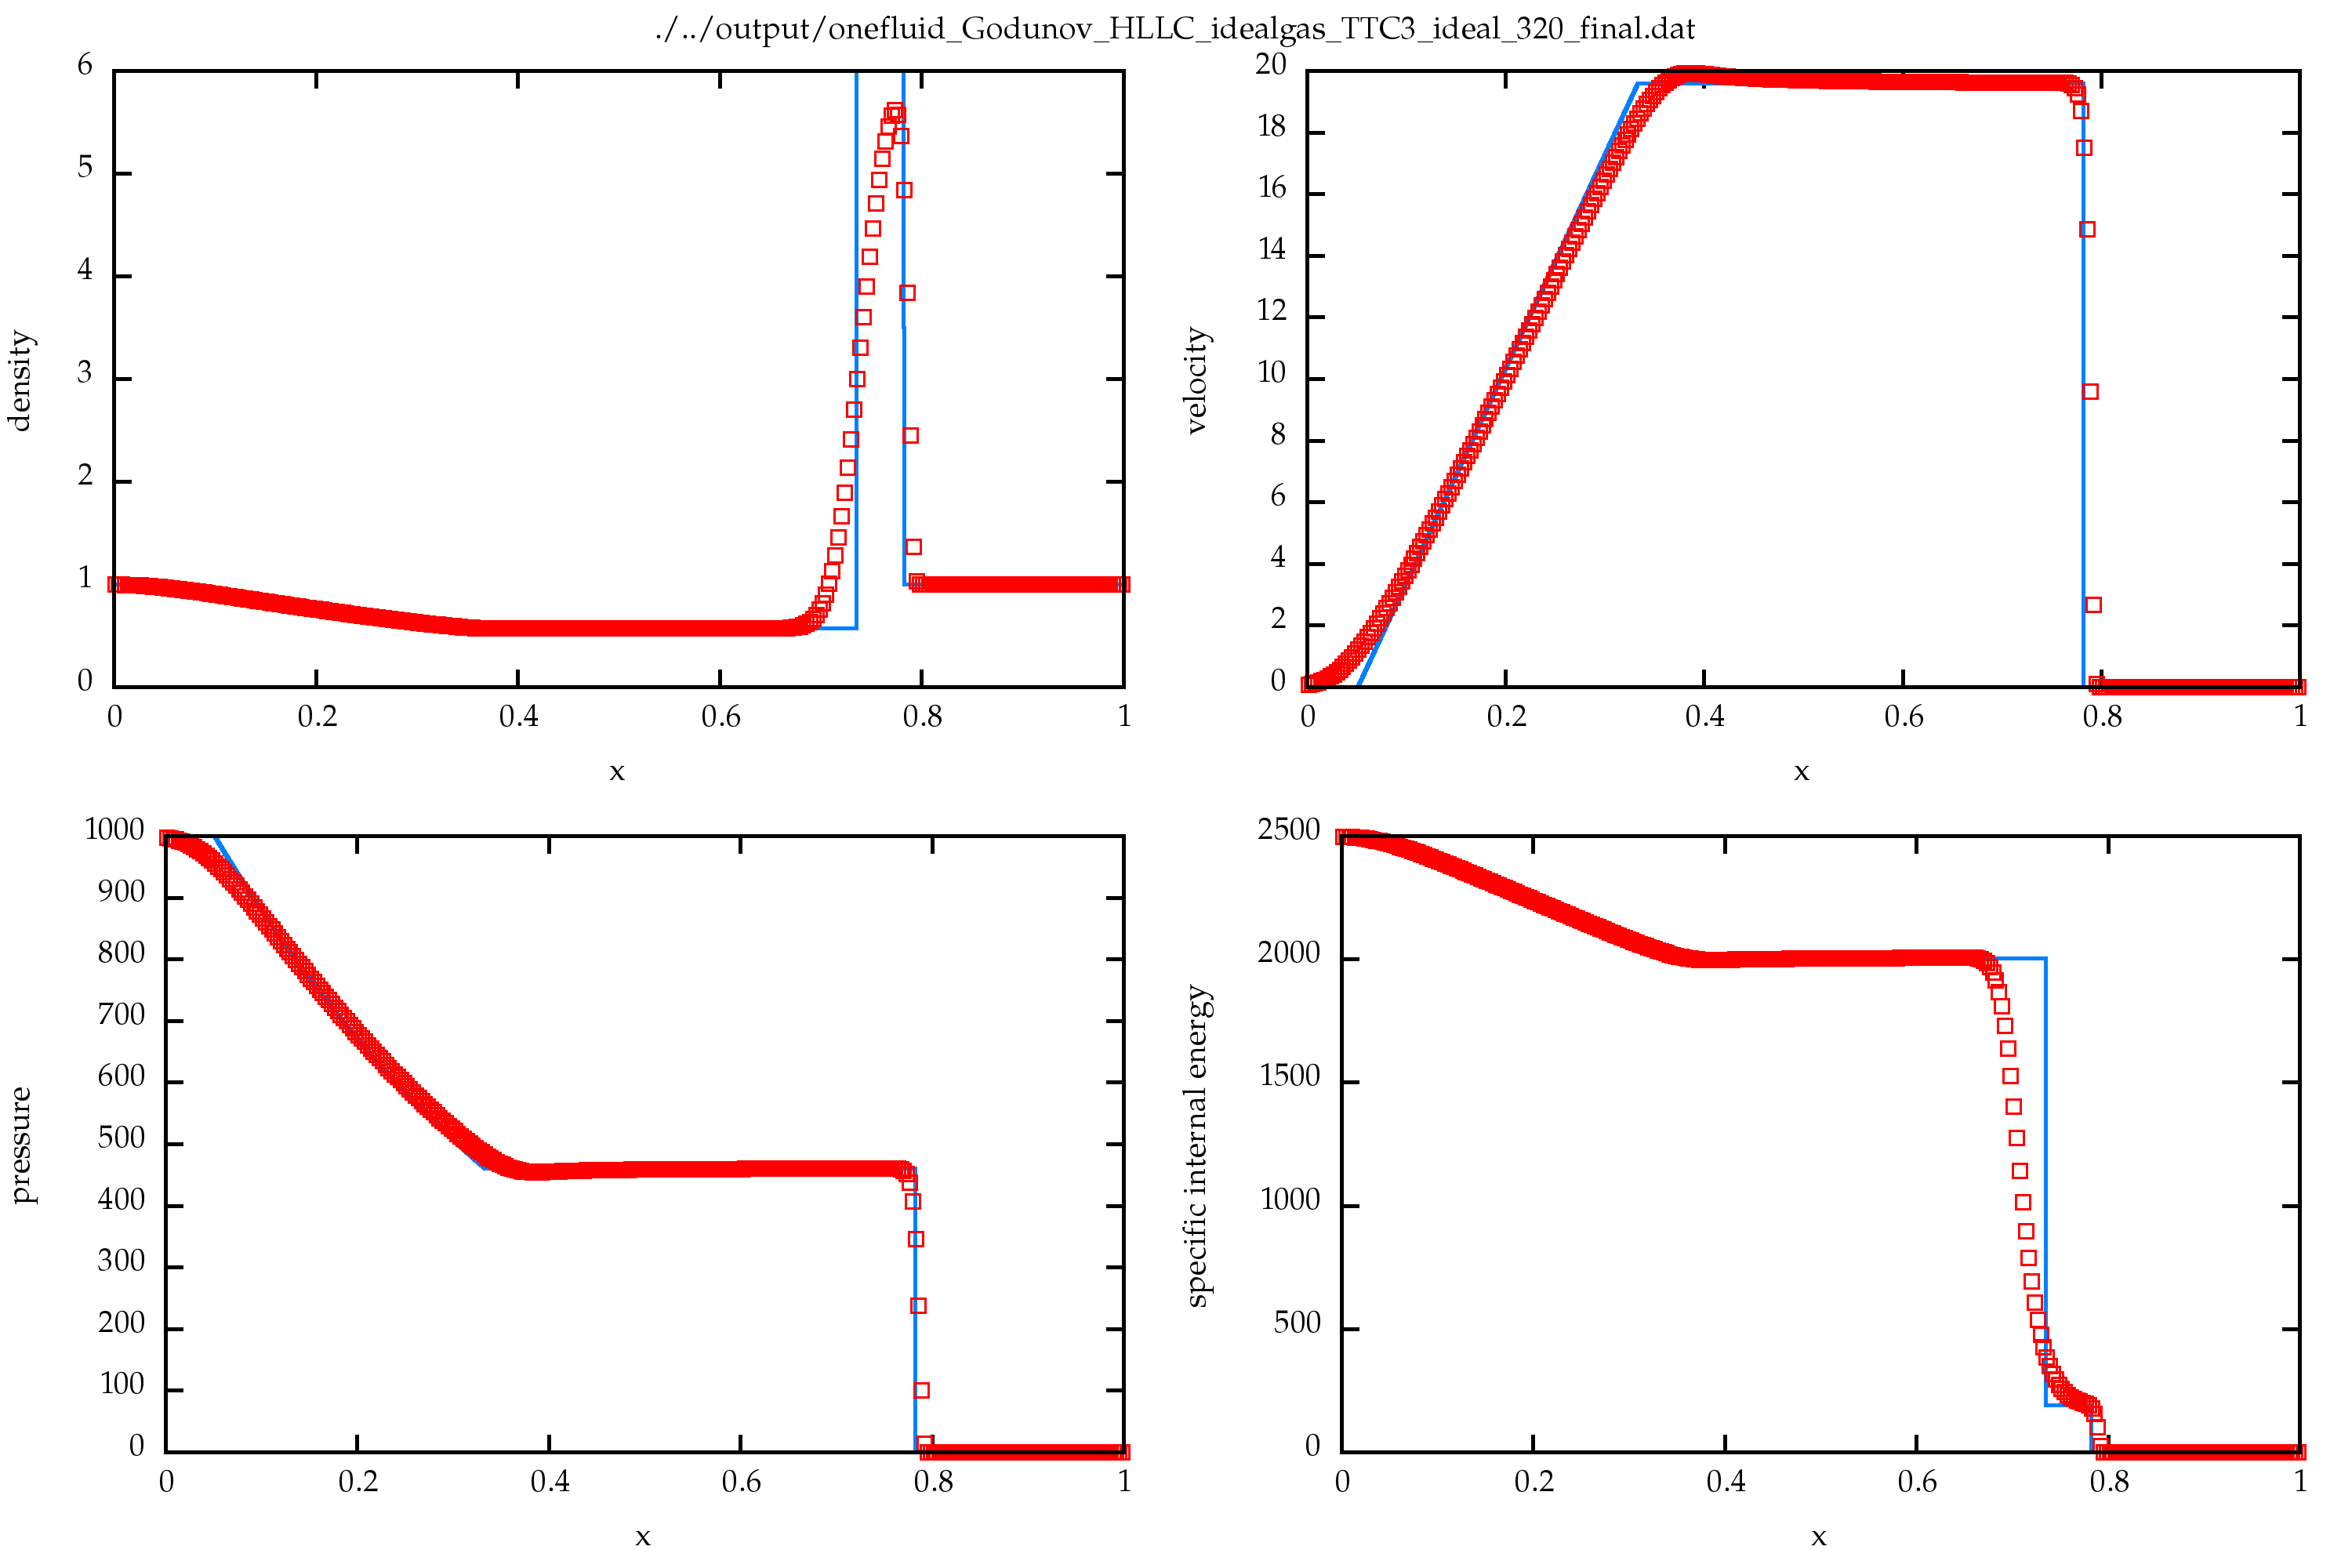 ./../output/onefluid_Godunov_HLLC_idealgas_TTC3_ideal_320_final.dat
6
5
4
3
2
1
0
density
0 0.2 0.4 0.6 0.8 1
x
20
18
16
14
12
10
8
6
4
2
0
velocity
0 0.2 0.4 0.6 0.8 1
x
1000
900
800
700
600
500
400
300
200
100
0
pressure
0 0.2 0.4 0.6 0.8 1
x
2500
2000
1500
1000
500
0
specific internal energy
0 0.2 0.4 0.6 0.8 1
x